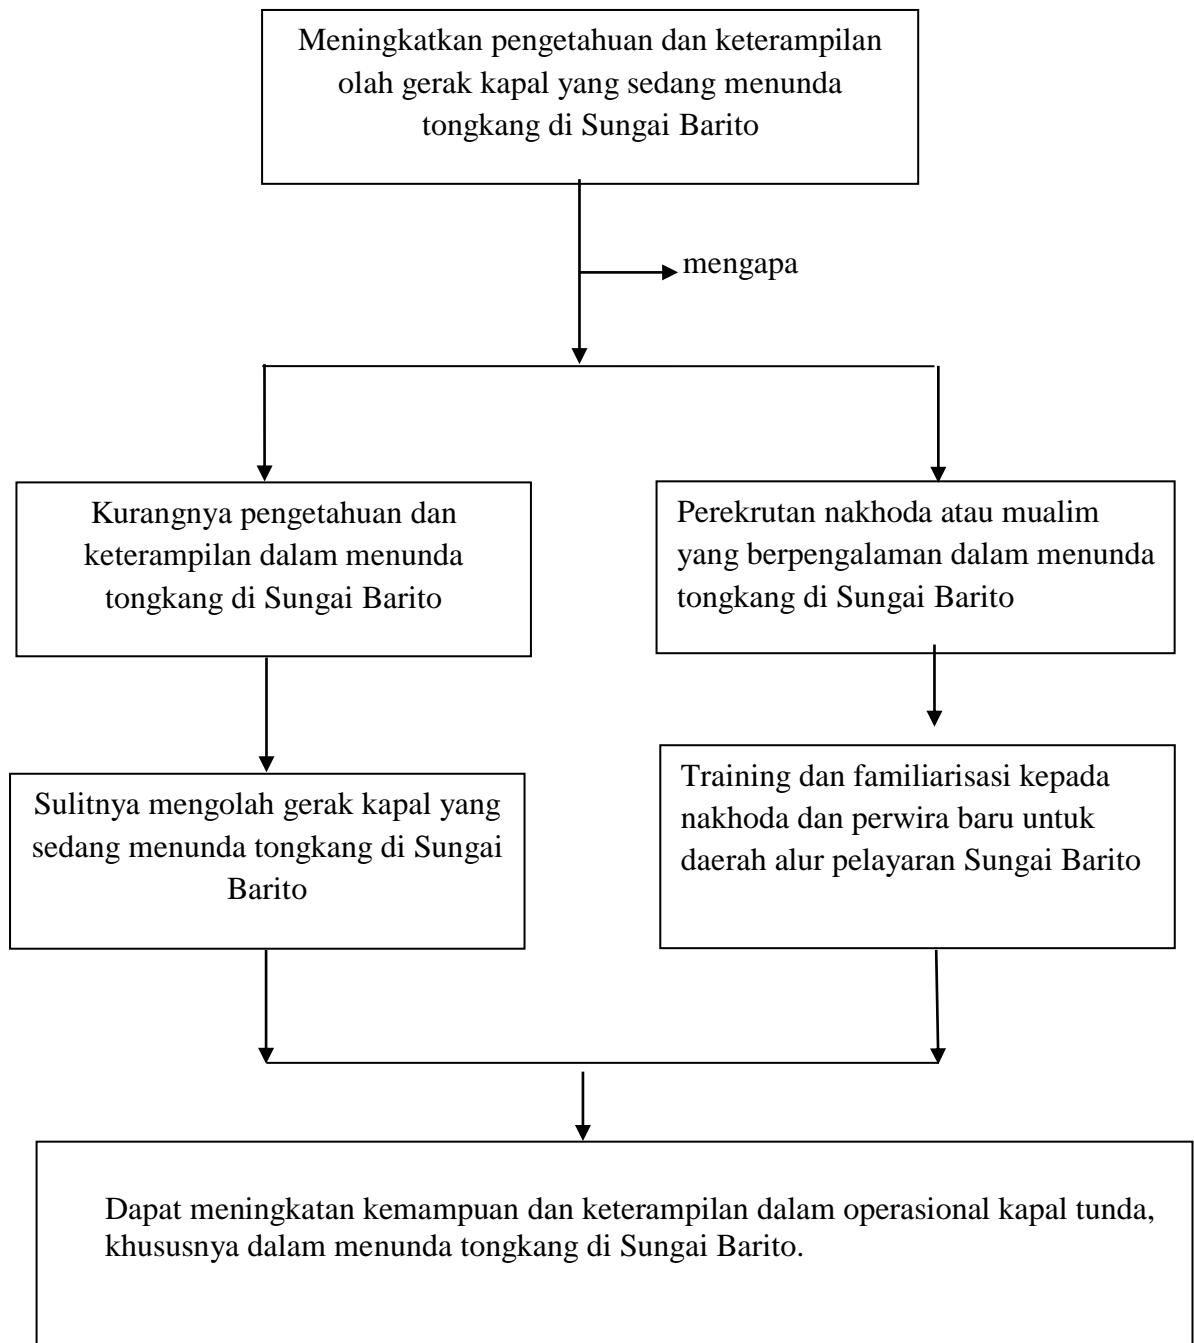 Meningkatkan pengetahuan dan keterampilan
olah gerak kapal yang sedang menunda
tongkang di Sungai Barito
mengapa
Kurangnya pengetahuan dan
keterampilan dalam menunda
tongkang di Sungai Barito
Perekrutan nakhoda atau mualim
yang berpengalaman dalam menunda
tongkang di Sungai Barito
Sulitnya mengolah gerak kapal yang
sedang menunda tongkang di Sungai
Barito
Training dan familiarisasi kepada
nakhoda dan perwira baru untuk
daerah alur pelayaran Sungai Barito
Dapat meningkatan kemampuan dan keterampilan dalam operasional kapal tunda,
khususnya dalam menunda tongkang di Sungai Barito.